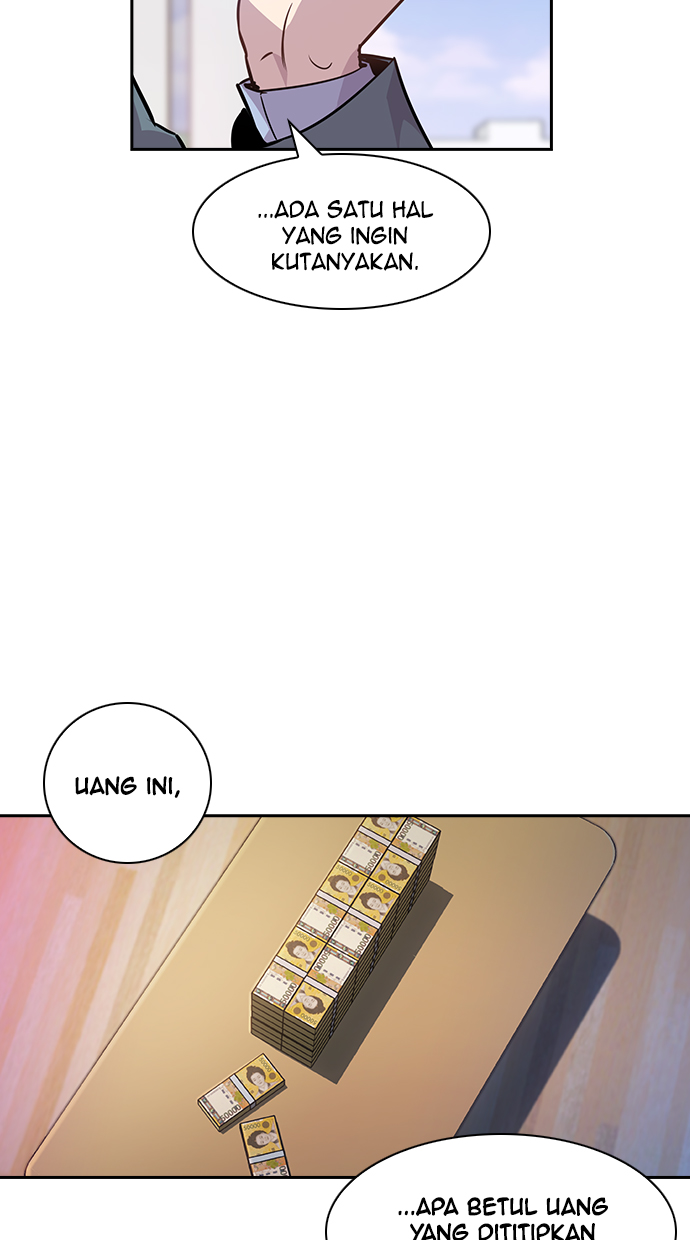 ...ADA SATU HAL
YANG INGIN
KUTANYAKAN.
UANG INI,
...APA BETUL UANG
YANG DITITIPKAN